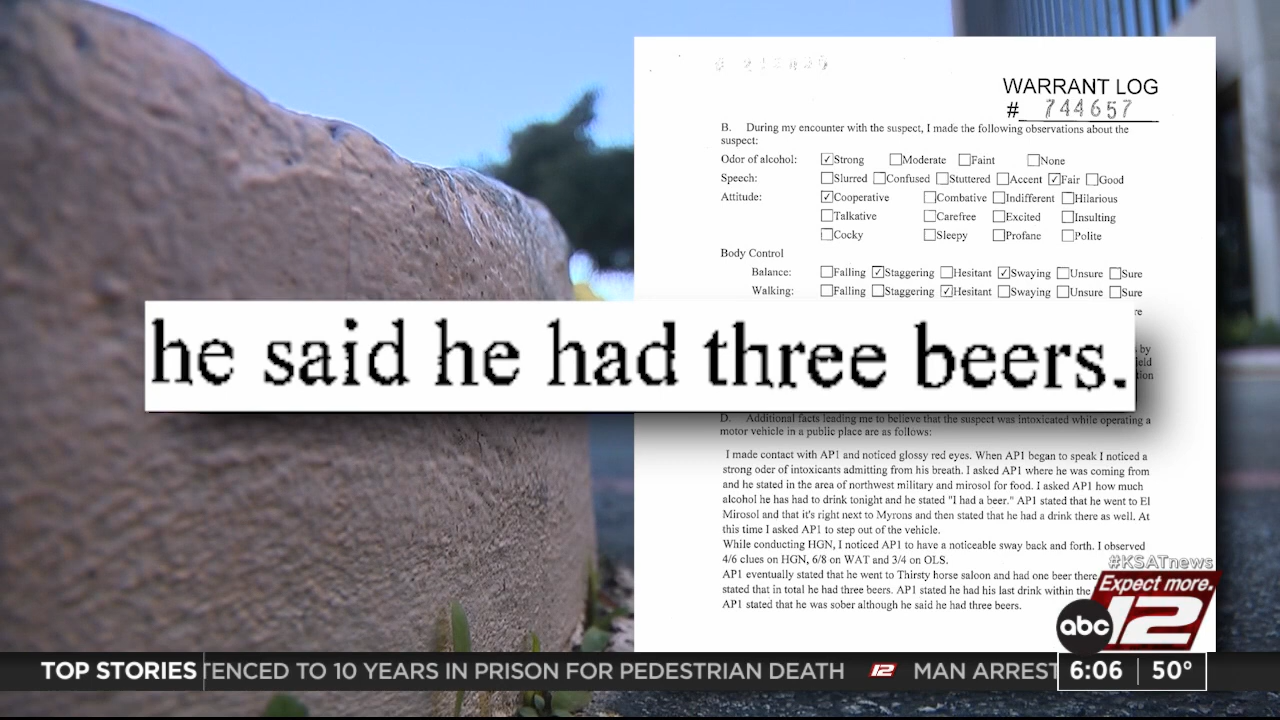 WARRANT LOG
# 744657
B. During my encounter with the suspect, I made the following observations about the
suspect:
Odor of alcohol: ☑Strong ☐Moderate ☐Faint ☐None
Speech: ☐Slurred ☐Confused ☐Stuttered ☐Accent ☑Fair ☐Good
Attitude: ☑Cooperative ☐Combative ☐Indifferent ☐Hilarious
☐Talkative ☐Carefree ☐Excited ☐Insulting
☐Cocky ☐Sleepy ☐Profane ☐Polite
Body Control
Balance: ☐Falling ☑Staggering ☐Hesitant ☑Swaying ☐Unsure ☐Sure
Walking: ☐Falling ☐Staggering ☑Hesitant ☐Swaying ☐Unsure ☐Sure
he said he had three beers.
D. Additional facts leading me to believe that the suspect was intoxicated while operating a
motor vehicle in a public place are as follows:
I made contact with AP1 and noticed glossy red eyes. When AP1 began to speak I noticed a
strong oder of intoxicants admitting from his breath. I asked AP1 where he was coming from
and he stated in the area of northwest military and mirosol for food. I asked AP1 how much
alcohol he has had to drink tonight and he stated "I had a beer." AP1 stated that he went to El
Mirosol and that it's right next to Myrons and then stated that he had a drink there as well. At
this time I asked AP1 to step out of the vehicle.
While conducting HGN, I noticed AP1 to have a noticeable sway back and forth. I observed
4/6 clues on HGN, 6/8 on WAT and 3/4 on OLS.
AP1 eventually stated that he went to Thirsty horse saloon and had one beer there
stated that in total he had three beers. AP1 stated he had his last drink within the
AP1 stated that he was sober although he said he had three beers.
#KSATnews
Expect more.
abc 12
TOP STORIES TENCED TO 10 YEARS IN PRISON FOR PEDESTRIAN DEATH 12 MAN ARREST 6:06 50°